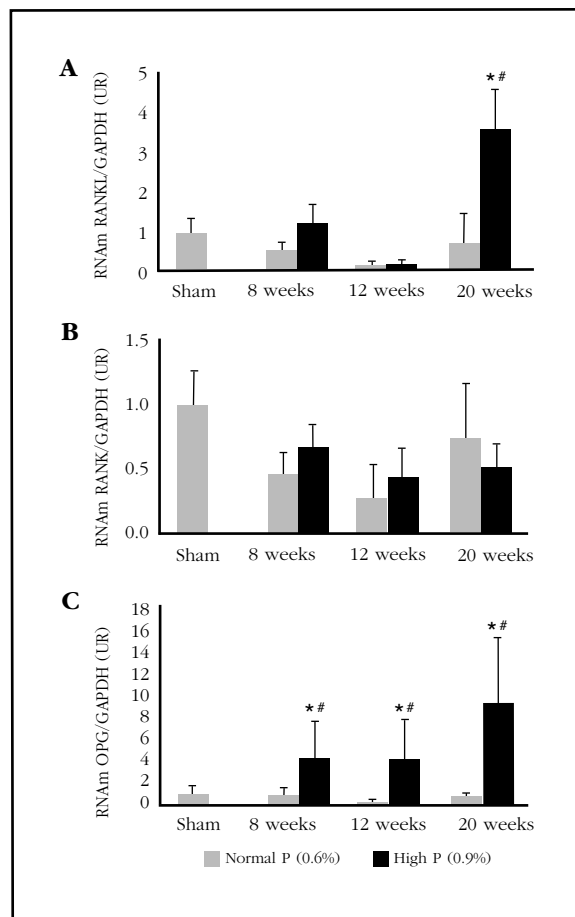 A
RNAm RANKL/GAPDH (UR)
5
4
3
2
1
0
* #
Sham 8 weeks 12 weeks 20 weeks
B
RNAm RANK/GAPDH (UR)
1.5
1.0
0.5
0.0
Sham 8 weeks 12 weeks 20 weeks
C
RNAm OPG/GAPDH (UR)
18
16
14
12
10
8
6
4
2
0
* #
* #
* #
Sham 8 weeks 12 weeks 20 weeks
Normal P (0.6%) High P (0.9%)